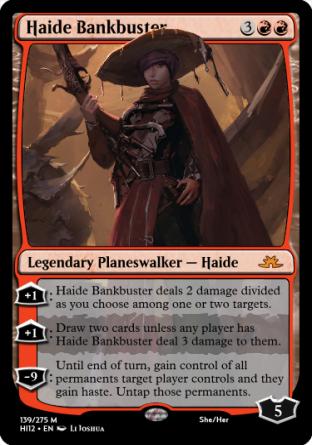 Haide Bankbuster 3
Legendary Planeswalker — Haide
+1 : Haide Bankbuster deals 2 damage divided
as you choose among one or two targets.
+1 : Draw two cards unless any player has
Haide Bankbuster deal 3 damage to them.
-9 : Until end of turn, gain control of all
permanents target player controls and they
gain haste. Untap those permanents.
5
139/275 M
HI12 • EN Li Joshua
She/Her